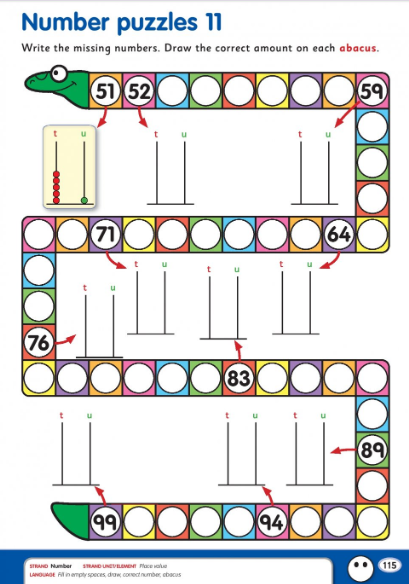 Number puzzles 11
Write the missing numbers. Draw the correct amount on each abacus.
51 52 59
t u t u t u
71 64
t u t u
t u t u
76
83
t u t u t u
89
99 94
STRAND Number STRAND UNIT/ELEMENT Place value
LANGUAGE Fill in empty spaces, draw, correct number, abacus
115